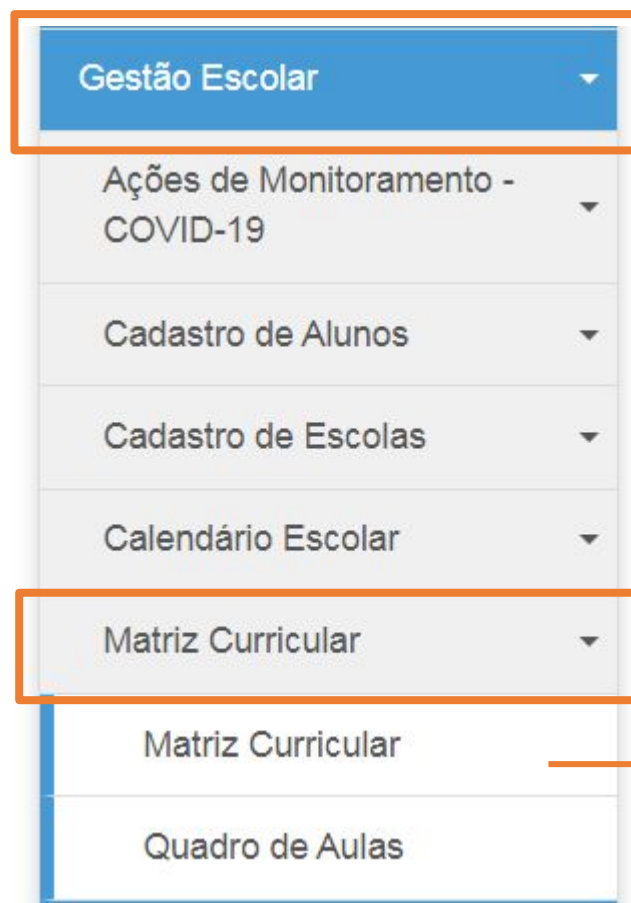 Gestão Escolar
Ações de Monitoramento -
COVID-19
Cadastro de Alunos
Cadastro de Escolas
Calendário Escolar
Matriz Curricular
Matriz Curricular
Quadro de Aulas